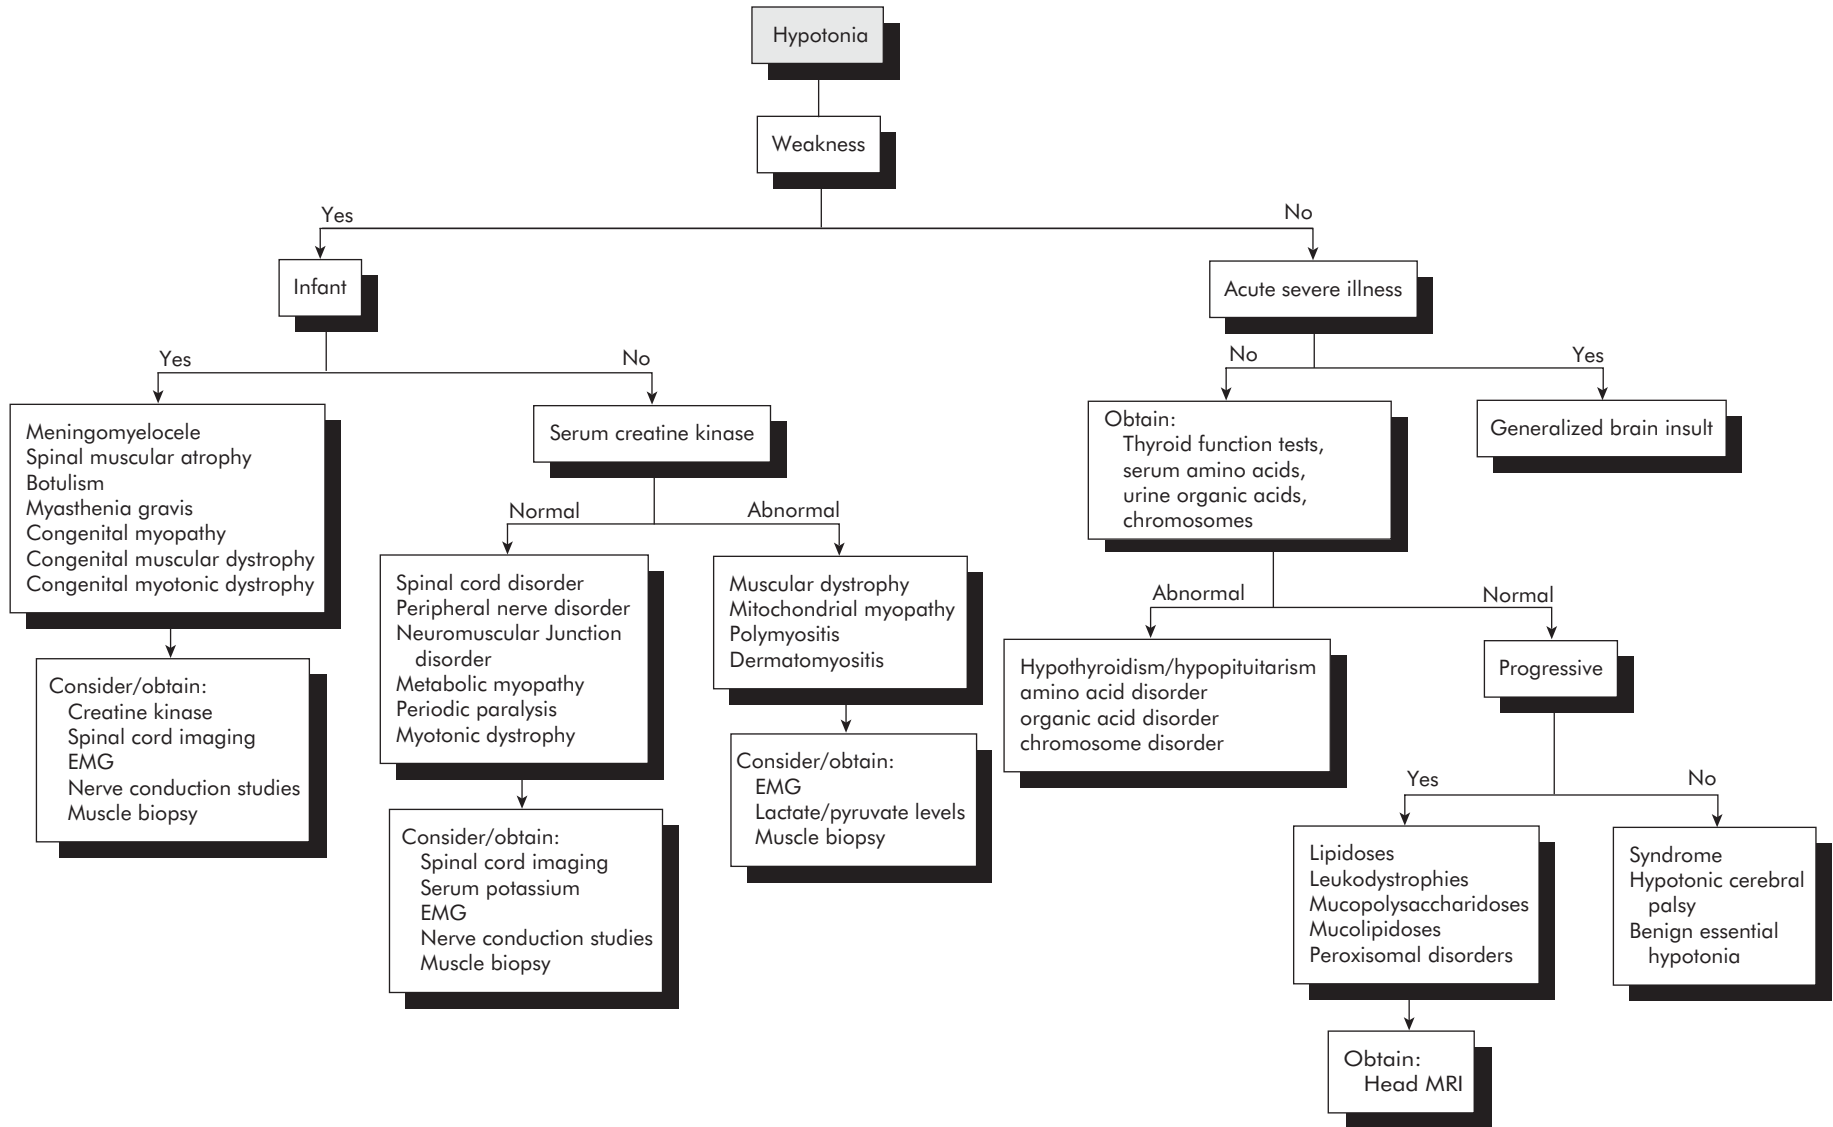 Hypotonia
Weakness
Yes
No
Infant
Acute severe illness
Yes
No
No
Yes
Meningomyelocele
Spinal muscular atrophy
Botulism
Myasthenia gravis
Congenital myopathy
Congenital muscular dystrophy
Congenital myotonic dystrophy
Serum creatine kinase
Obtain:
Thyroid function tests,
serum amino acids,
urine organic acids,
chromosomes
Generalized brain insult
Normal
Abnormal
Spinal cord disorder
Peripheral nerve disorder
Neuromuscular Junction
disorder
Metabolic myopathy
Periodic paralysis
Myotonic dystrophy
Muscular dystrophy
Mitochondrial myopathy
Polymyositis
Dermatomyositis
Abnormal
Normal
Consider/obtain:
Creatine kinase
Spinal cord imaging
EMG
Nerve conduction studies
Muscle biopsy
Hypothyroidism/hypopituitarism
amino acid disorder
organic acid disorder
chromosome disorder
Progressive
Consider/obtain:
EMG
Lactate/pyruvate levels
Muscle biopsy
Yes
No
Consider/obtain:
Spinal cord imaging
Serum potassium
EMG
Nerve conduction studies
Muscle biopsy
Lipidoses
Leukodystrophies
Mucopolysaccharidoses
Mucolipidoses
Peroxisomal disorders
Syndrome
Hypotonic cerebral
palsy
Benign essential
hypotonia
Obtain:
Head MRI